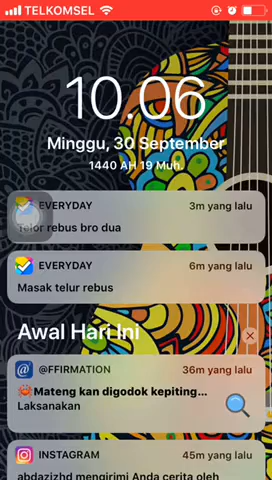 TELKOMSEL
10.06
Minggu, 30 September
1440 AH 19 Muh.
EVERYDAY 3m yang lalu
Telor rebus bro dua
EVERYDAY 6m yang lalu
Masak telur rebus
Awal Hari Ini
@FFIRMATION 36m yang lalu
Mateng kan digodok kepiting...
Laksanakan
INSTAGRAM 45m yang lalu
abdazizhd mengirimi Anda cerita oleh